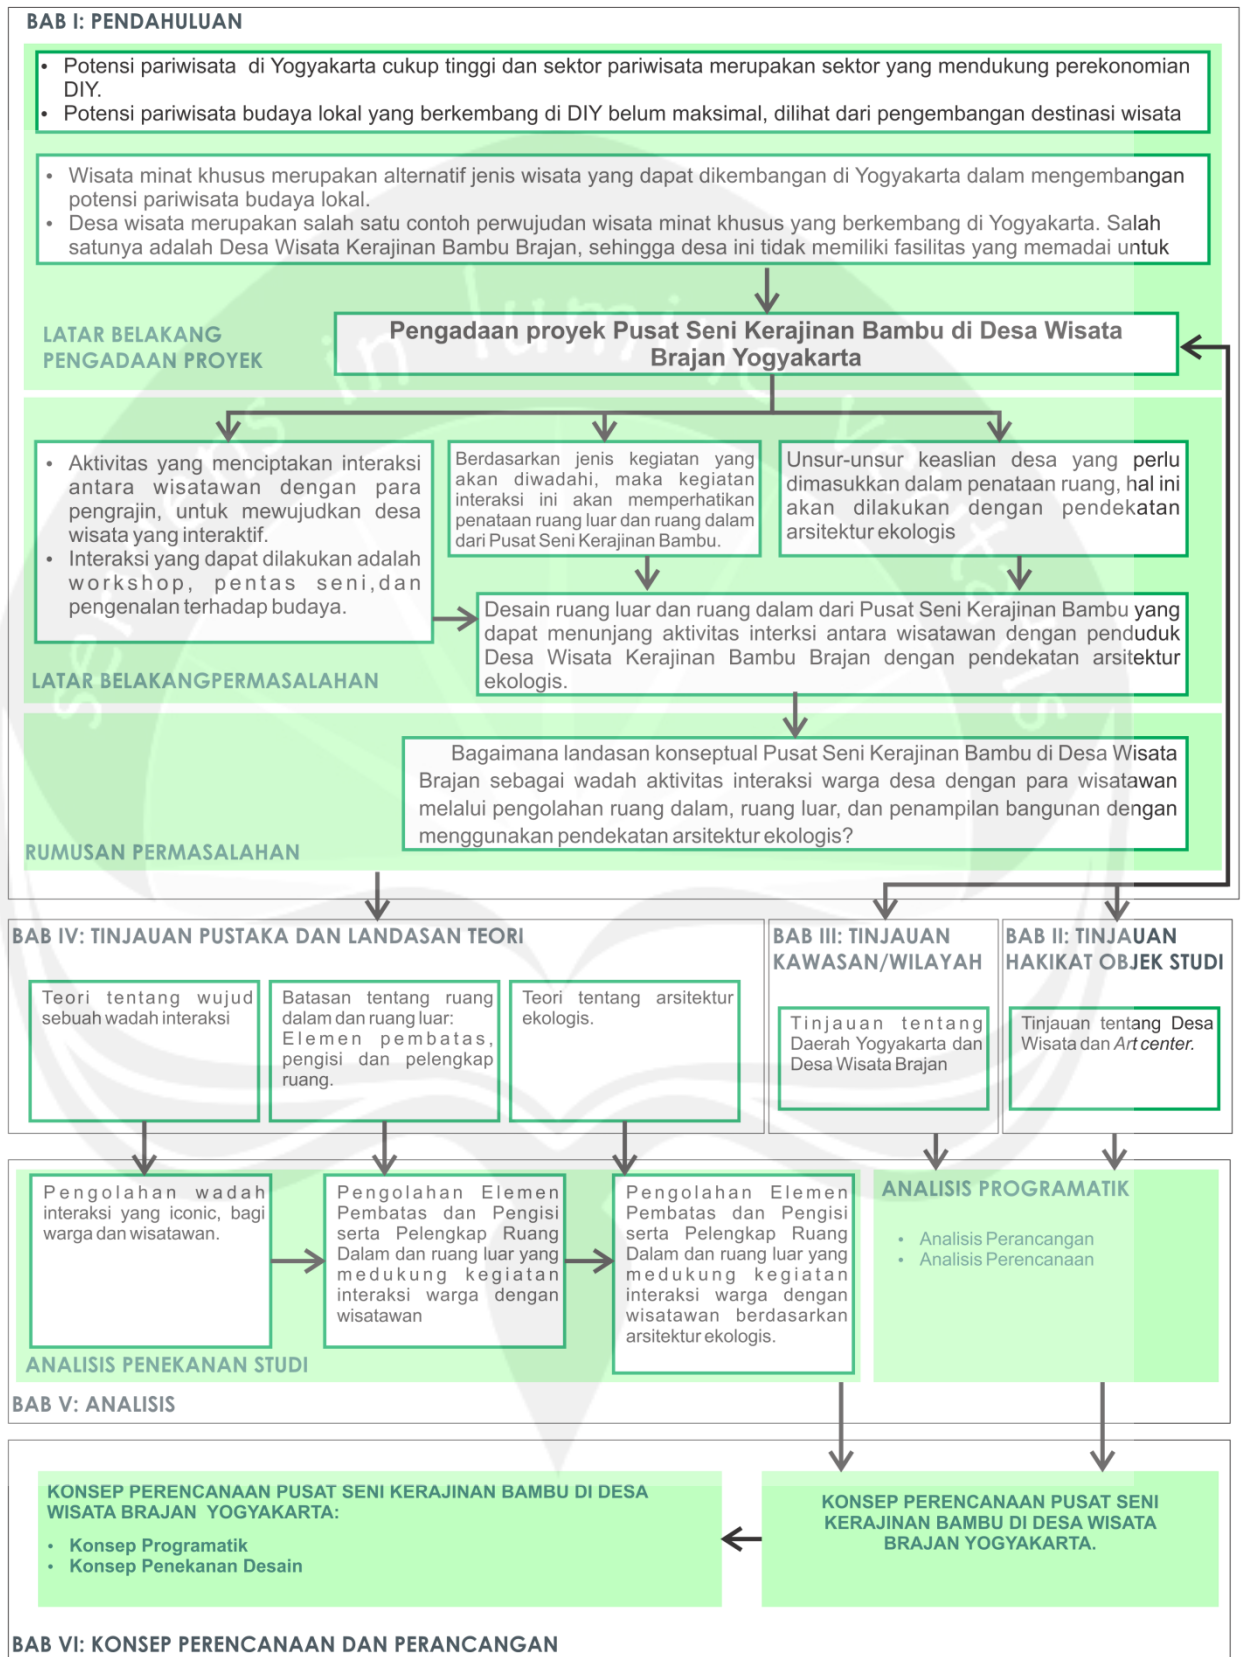 BAB I: PENDAHULUAN
• Potensi pariwisata di Yogyakarta cukup tinggi dan sektor pariwisata merupakan sektor yang mendukung perekonomian
DIY.
• Potensi pariwisata budaya lokal yang berkembang di DIY belum maksimal, dilihat dari pengembangan destinasi wisata
• Wisata minat khusus merupakan alternatif jenis wisata yang dapat dikembangan di Yogyakarta dalam mengembangan
potensi pariwisata budaya lokal.
• Desa wisata merupakan salah satu contoh perwujudan wisata minat khusus yang berkembang di Yogyakarta. Salah
satunya adalah Desa Wisata Kerajinan Bambu Brajan, sehingga desa ini tidak memiliki fasilitas yang memadai untuk
LATAR BELAKANG
PENGADAAN PROYEK
Pengadaan proyek Pusat Seni Kerajinan Bambu di Desa Wisata
Brajan Yogyakarta
• Aktivitas yang menciptakan interaksi
antara wisatawan dengan para
pengrajin, untuk mewujudkan desa
wisata yang interaktif.
• Interaksi yang dapat dilakukan adalah
workshop, pentas seni,dan
pengenalan terhadap budaya.
Berdasarkan jenis kegiatan yang
akan diwadahi, maka kegiatan
interaksi ini akan memperhatikan
penataan ruang luar dan ruang dalam
dari Pusat Seni Kerajinan Bambu.
Unsur-unsur keaslian desa yang perlu
dimasukkan dalam penataan ruang, hal ini
akan dilakukan dengan pendekatan
arsitektur ekologis
Desain ruang luar dan ruang dalam dari Pusat Seni Kerajinan Bambu yang
dapat menunjang aktivitas interksi antara wisatawan dengan penduduk
Desa Wisata Kerajinan Bambu Brajan dengan pendekatan arsitektur
ekologis.
LATAR BELAKANGPERMASALAHAN
Bagaimana landasan konseptual Pusat Seni Kerajinan Bambu di Desa Wisata
Brajan sebagai wadah aktivitas interaksi warga desa dengan para wisatawan
melalui pengolahan ruang dalam, ruang luar, dan penampilan bangunan dengan
menggunakan pendekatan arsitektur ekologis?
RUMUSAN PERMASALAHAN
BAB IV: TINJAUAN PUSTAKA DAN LANDASAN TEORI
Teori tentang wujud
sebuah wadah interaksi
Batasan tentang ruang
dalam dan ruang luar:
Elemen pembatas,
pengisi dan pelengkap
ruang.
Teori tentang arsitektur
ekologis.
BAB III: TINJAUAN
KAWASAN/WILAYAH
Tinjauan tentang
Daerah Yogyakarta dan
Desa Wisata Brajan
BAB II: TINJAUAN
HAKIKAT OBJEK STUDI
Tinjauan tentang Desa
Wisata dan Art center.
Pengolahan wadah
interaksi yang iconic, bagi
warga dan wisatawan.
Pengolahan Elemen
Pembatas dan Pengisi
serta Pelengkap Ruang
Dalam dan ruang luar yang
medukung kegiatan
interaksi warga dengan
wisatawan
Pengolahan Elemen
Pembatas dan Pengisi
serta Pelengkap Ruang
Dalam dan ruang luar yang
medukung kegiatan
interaksi warga dengan
wisatawan berdasarkan
arsitektur ekologis.
ANALISIS PENEKANAN STUDI
ANALISIS PROGRAMATIK
• Analisis Perancangan
• Analisis Perencanaan
BAB V: ANALISIS
KONSEP PERENCANAAN PUSAT SENI KERAJINAN BAMBU DI DESA
WISATA BRAJAN YOGYAKARTA:
• Konsep Programatik
• Konsep Penekanan Desain
KONSEP PERENCANAAN PUSAT SENI
KERAJINAN BAMBU DI DESA WISATA
BRAJAN YOGYAKARTA.
BAB VI: KONSEP PERENCANAAN DAN PERANCANGAN
serviens in lumine veritatis